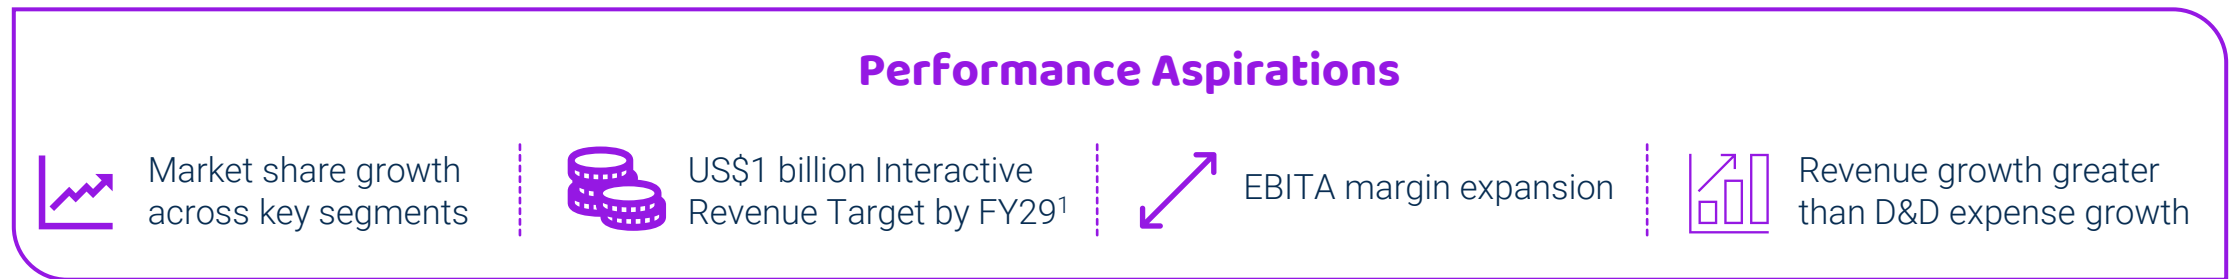 Performance Aspirations
Market share growth
across key segments
US$1 billion Interactive
Revenue Target by FY29¹
EBITA margin expansion
Revenue growth greater
than D&D expense growth